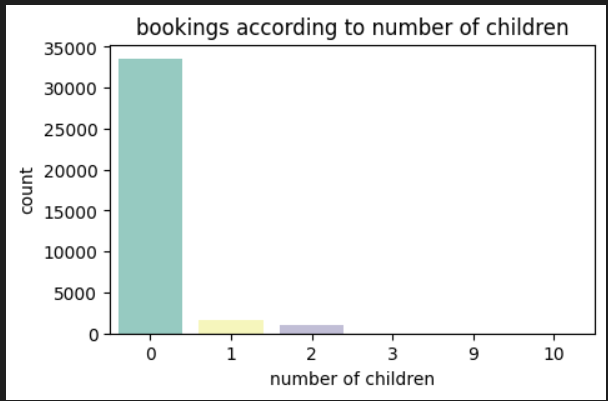 bookings according to number of children
35000
30000
25000
20000
15000
10000
5000
0
count
0 1 2 3 9 10
number of children